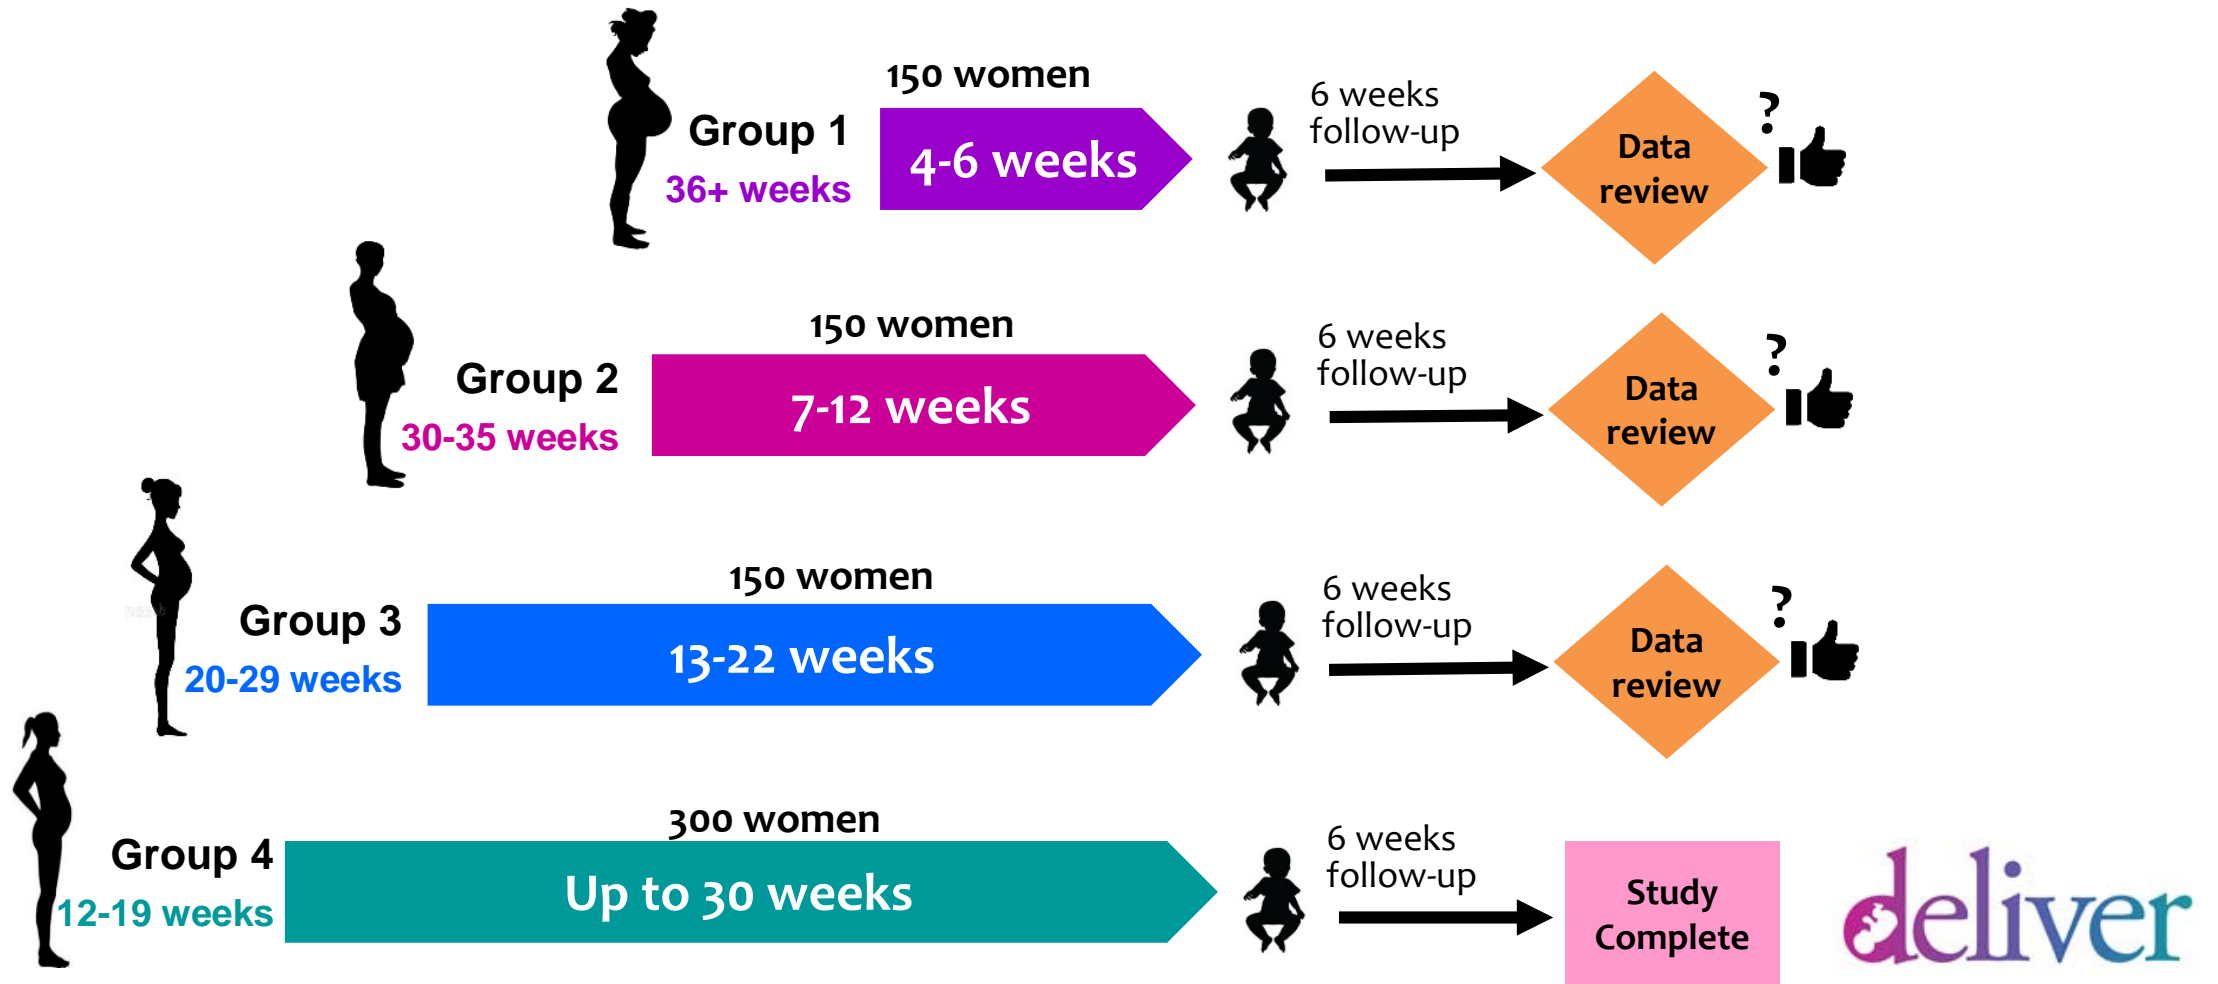 150 women
Group 1
36+ weeks
4-6 weeks
6 weeks
follow-up
Data
review
?
150 women
Group 2
30-35 weeks
7-12 weeks
6 weeks
follow-up
Data
review
?
150 women
Group 3
20-29 weeks
13-22 weeks
6 weeks
follow-up
Data
review
?
300 women
Group 4
12-19 weeks
Up to 30 weeks
6 weeks
follow-up
Study
Complete
deliver